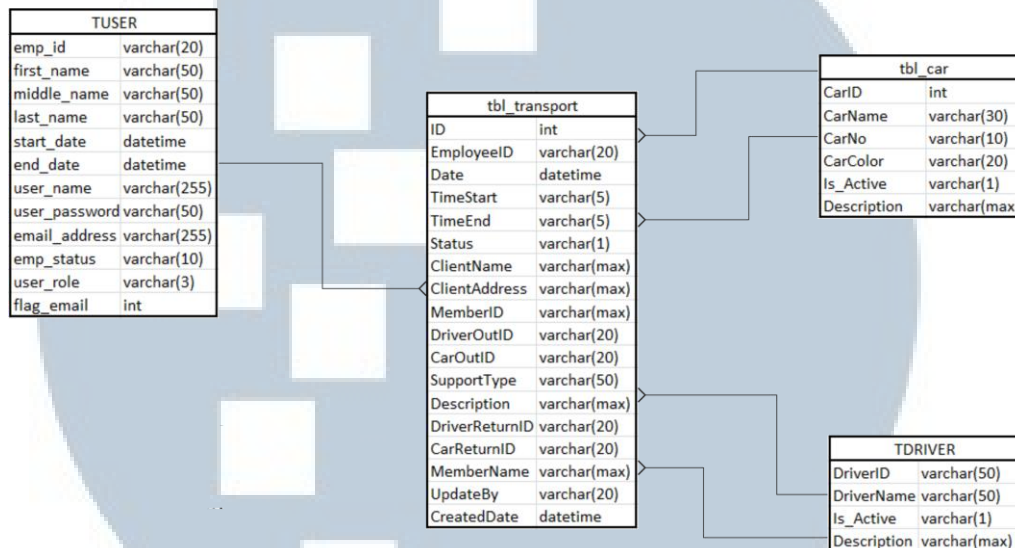 TUSER
emp_id varchar(20)
first_name varchar(50)
middle_name varchar(50)
last_name varchar(50)
start_date datetime
end_date datetime
user_name varchar(255)
user_password varchar(50)
email_address varchar(255)
emp_status varchar(10)
user_role varchar(3)
flag_email int
tbl_transport
ID int
EmployeeID varchar(20)
Date datetime
TimeStart varchar(5)
TimeEnd varchar(5)
Status varchar(1)
ClientName varchar(max)
ClientAddress varchar(max)
MemberID varchar(max)
DriverOutID varchar(20)
CarOutID varchar(20)
SupportType varchar(50)
Description varchar(max)
DriverReturnID varchar(20)
CarReturnID varchar(20)
MemberName varchar(max)
UpdateBy varchar(20)
CreatedDate datetime
tbl_car
CarID int
CarName varchar(30)
CarNo varchar(10)
CarColor varchar(20)
Is_Active varchar(1)
Description varchar(max
TDRIVER
DriverID varchar(50)
DriverName varchar(50)
Is_Active varchar(1)
Description varchar(max)